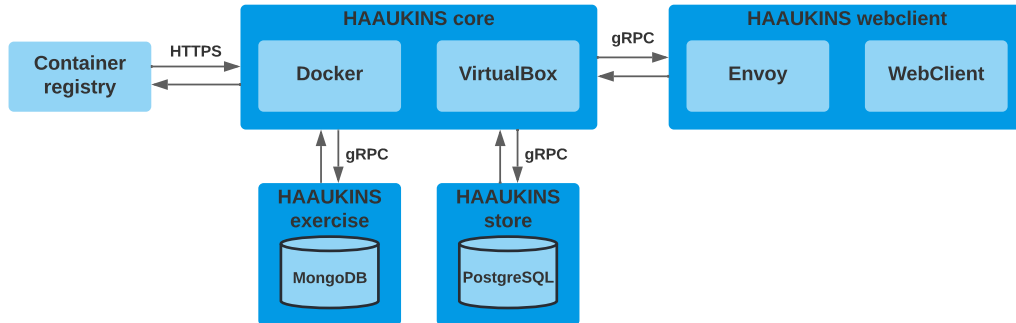 HAAUKINS core
HAAUKINS webclient
Container
registry
HTTPS
Docker
VirtualBox
gRPC
Envoy
WebClient
gRPC
gRPC
HAAUKINS
exercise
MongoDB
HAAUKINS
store
PostgreSQL